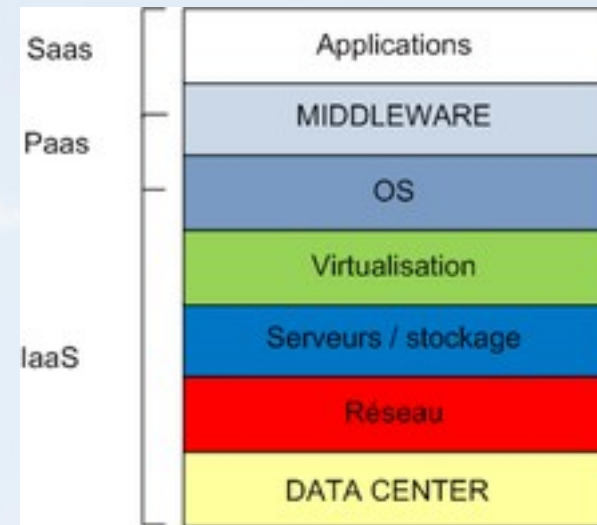 Saas
Applications
MIDDLEWARE
Paas
OS
Virtualisation
Serveurs / stockage
IaaS
Réseau
DATA CENTER